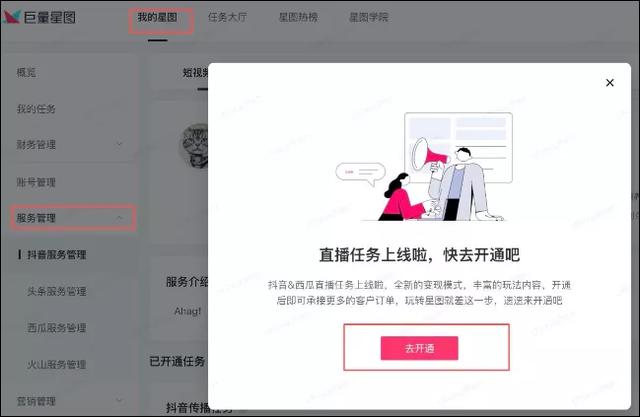 巨量星图
我的星图
任务大厅
星图热榜
星图学院
概览
我的任务
财务管理
账号管理
服务管理
抖音服务管理
头条服务管理
西瓜服务管理
火山服务管理
营销管理
短视频
服务介绍
Ahagf
已开通任务
抖音传播任务
直播任务上线啦，快去开通吧
抖音&西瓜直播任务上线啦，全新的变现模式，丰富的玩法内容、开通
后即可承接更多的客户订单，玩转星图就差这一步，速速来开通吧
去开通